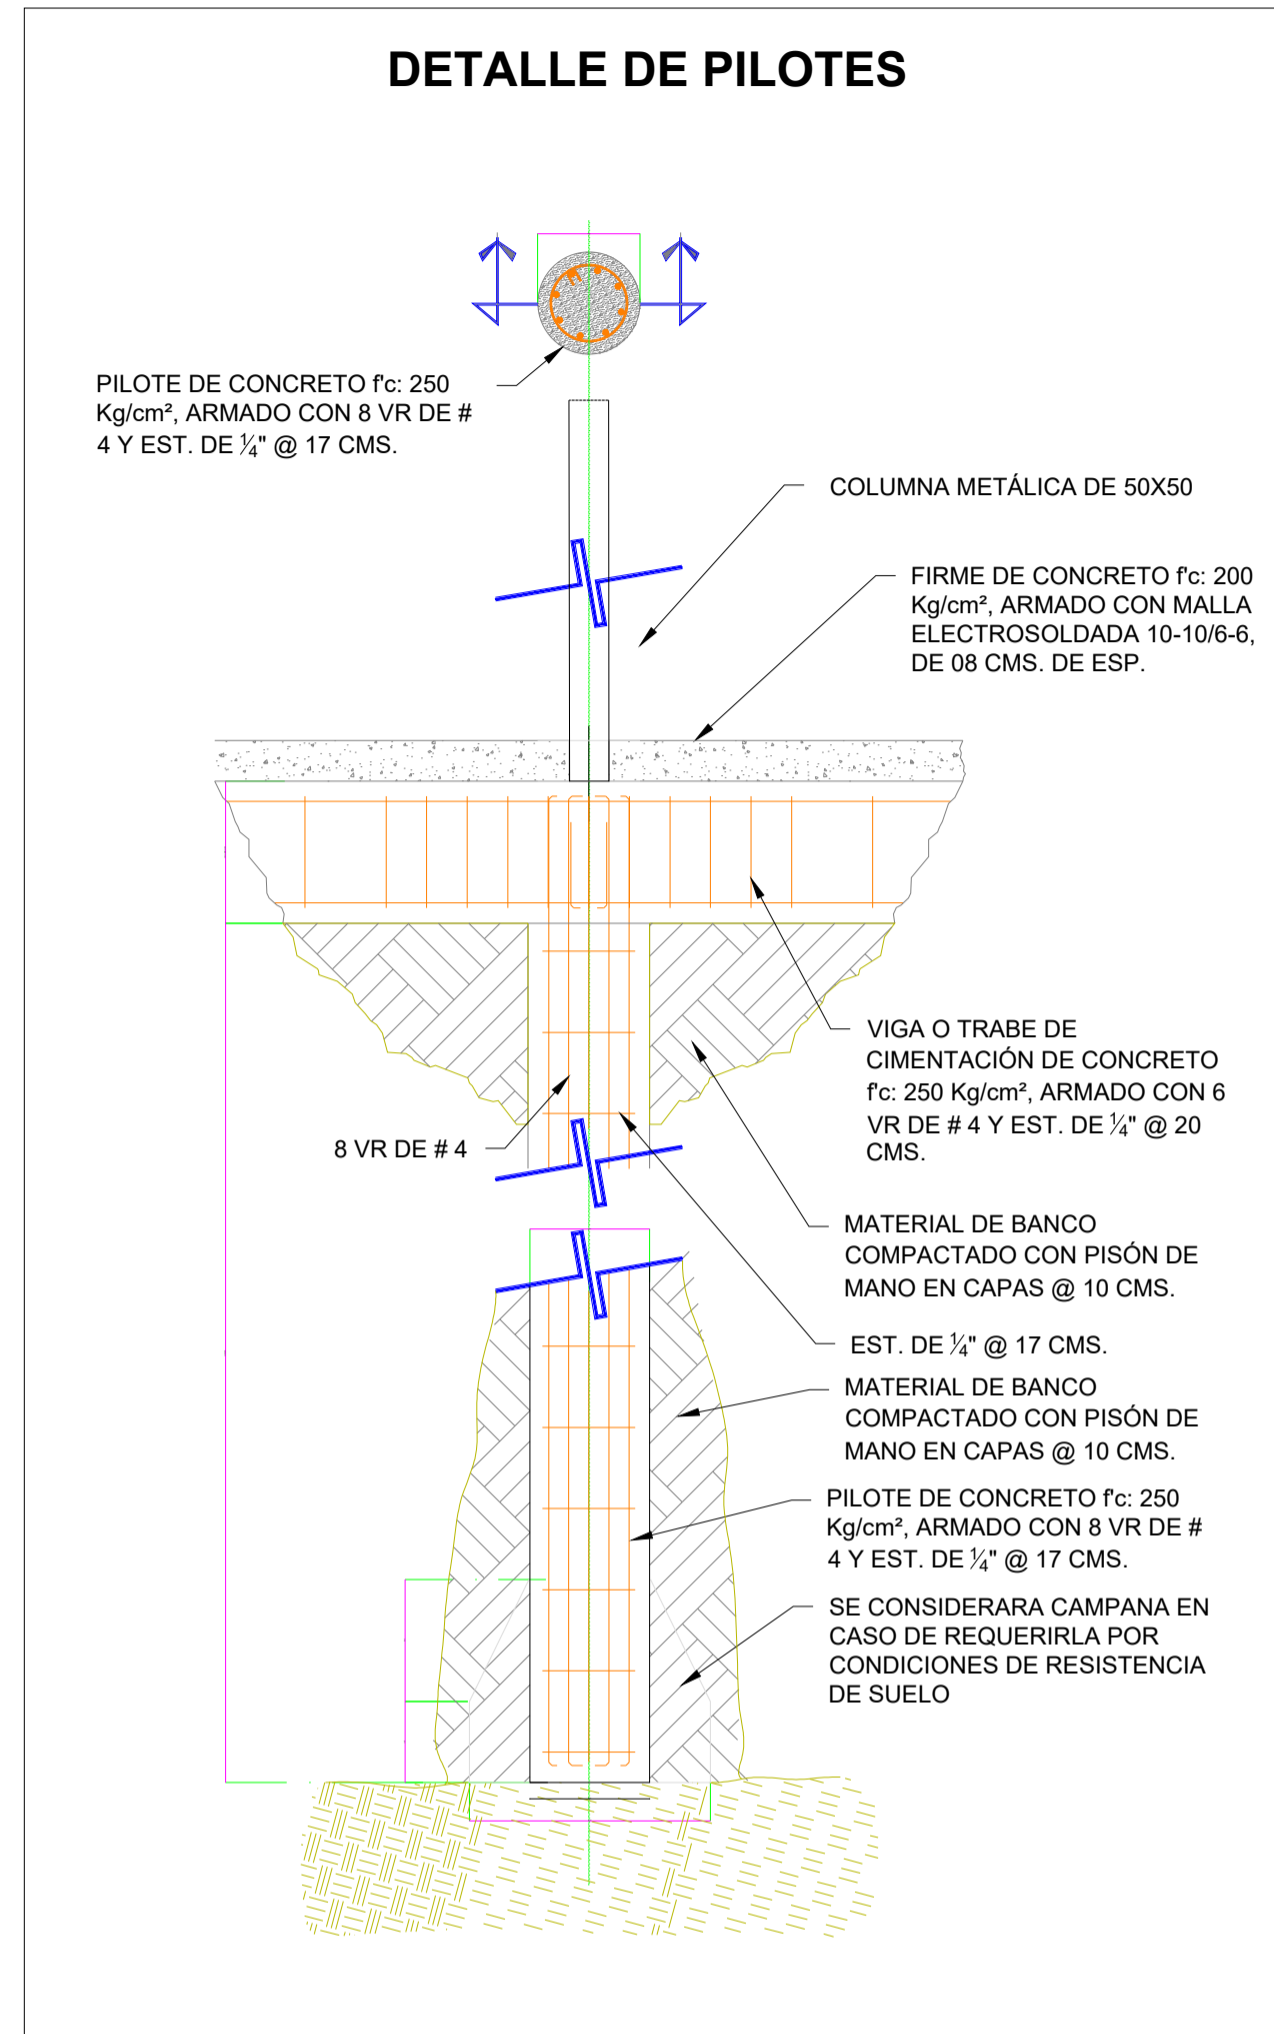 DETALLE DE PILOTES
PILOTE DE CONCRETO f'c: 250
Kg/cm², ARMADO CON 8 VR DE #
4 Y EST. DE ¼" @ 17 CMS.
COLUMNA METÁLICA DE 50X50
FIRME DE CONCRETO f'c: 200
Kg/cm², ARMADO CON MALLA
ELECTROSOLDADA 10-10/6-6,
DE 08 CMS. DE ESP.
VIGA O TRABE DE
CIMENTACIÓN DE CONCRETO
f'c: 250 Kg/cm², ARMADO CON 6
VR DE # 4 Y EST. DE ¼" @ 20
CMS.
8 VR DE # 4
MATERIAL DE BANCO
COMPACTADO CON PISÓN DE
MANO EN CAPAS @ 10 CMS.
EST. DE ¼" @ 17 CMS.
MATERIAL DE BANCO
COMPACTADO CON PISÓN DE
MANO EN CAPAS @ 10 CMS.
PILOTE DE CONCRETO f'c: 250
Kg/cm², ARMADO CON 8 VR DE #
4 Y EST. DE ¼" @ 17 CMS.
SE CONSIDERARA CAMPANA EN
CASO DE REQUERIRLA POR
CONDICIONES DE RESISTENCIA
DE SUELO